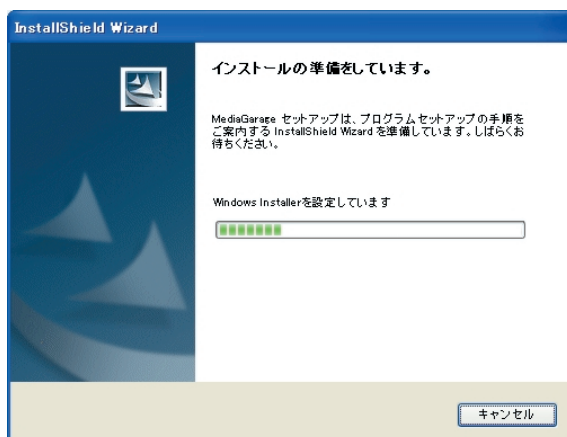 InstallShield Wizard
インストールの準備をしています。
MediaGarage セットアップは、プログラムセットアップの手順を
ご案内する InstallShield Wizard を準備しています。しばらくお
待ちください。
Windows Installerを設定しています
キャンセル